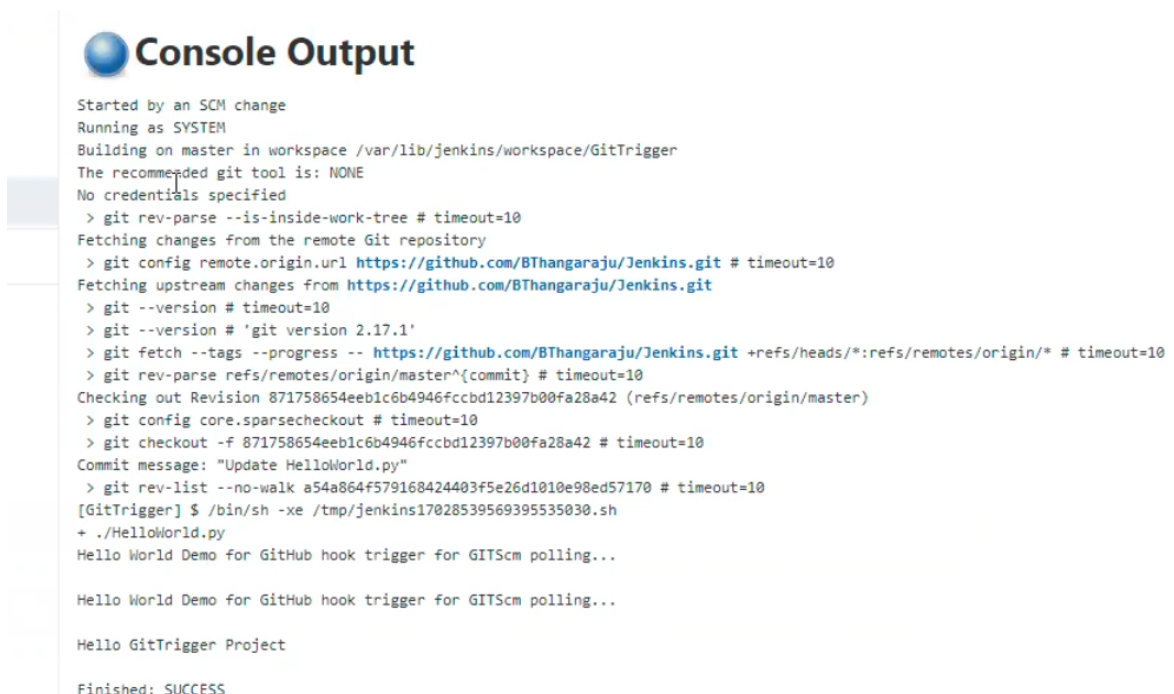 Console Output
Started by an SCM change
Running as SYSTEM
Building on master in workspace /var/lib/jenkins/workspace/GitTrigger
The recommended git tool is: NONE
No credentials specified
> git rev-parse --is-inside-work-tree # timeout=10
Fetching changes from the remote Git repository
> git config remote.origin.url https://github.com/BThangaraju/Jenkins.git # timeout=10
Fetching upstream changes from https://github.com/BThangaraju/Jenkins.git
> git --version # timeout=10
> git --version # 'git version 2.17.1'
> git fetch --tags --progress -- https://github.com/BThangaraju/Jenkins.git +refs/heads/*:refs/remotes/origin/* # timeout=10
> git rev-parse refs/remotes/origin/master^{commit} # timeout=10
Checking out Revision 871758654eeb1c6b4946fccbd12397b00fa28a42 (refs/remotes/origin/master)
> git config core.sparsecheckout # timeout=10
> git checkout -f 871758654eeb1c6b4946fccbd12397b00fa28a42 # timeout=10
Commit message: "Update HelloWorld.py"
> git rev-list --no-walk a54a864f579168424403f5e26d1010e98ed57170 # timeout=10
[GitTrigger] $ /bin/sh -xe /tmp/jenkins17028539569395535030.sh
+ ./HelloWorld.py
Hello World Demo for GitHub hook trigger for GITScm polling...
Hello World Demo for GitHub hook trigger for GITScm polling...
Hello GitTrigger Project
Finished: SUCCESS